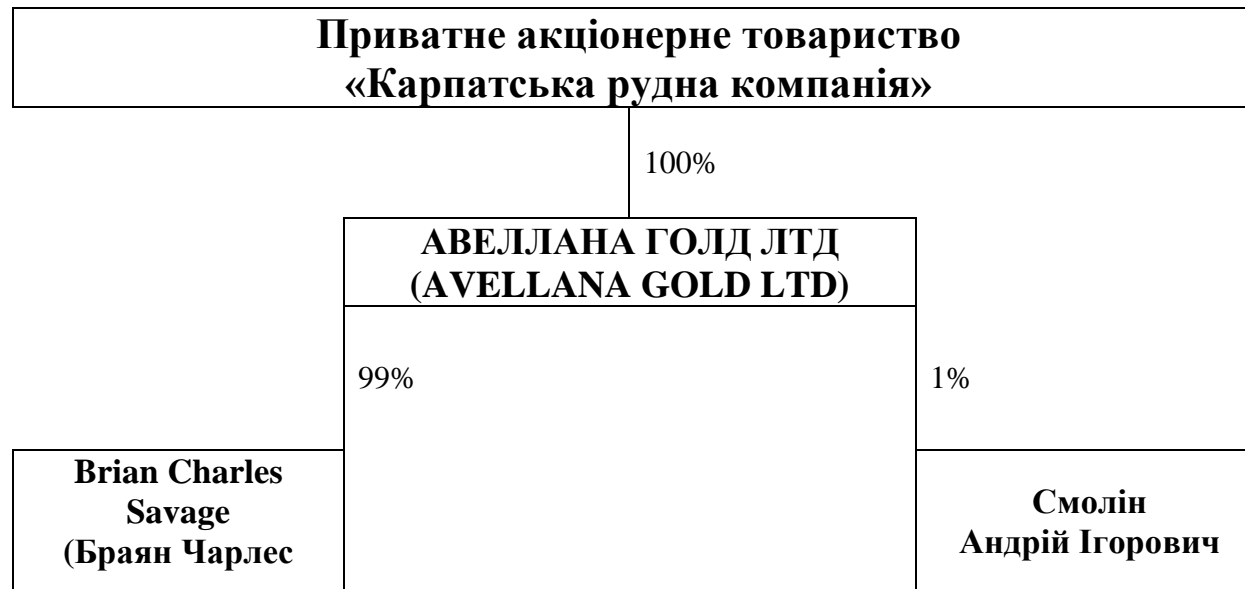 Приватне акціонерне товариство
«Карпатська рудна компанія»
100%
АВЕЛЛАНА ГОЛД ЛТД
(AVELLANA GOLD LTD)
99%
1%
Brian Charles
Savage
(Браян Чарлес
Смолін
Андрій Ігорович